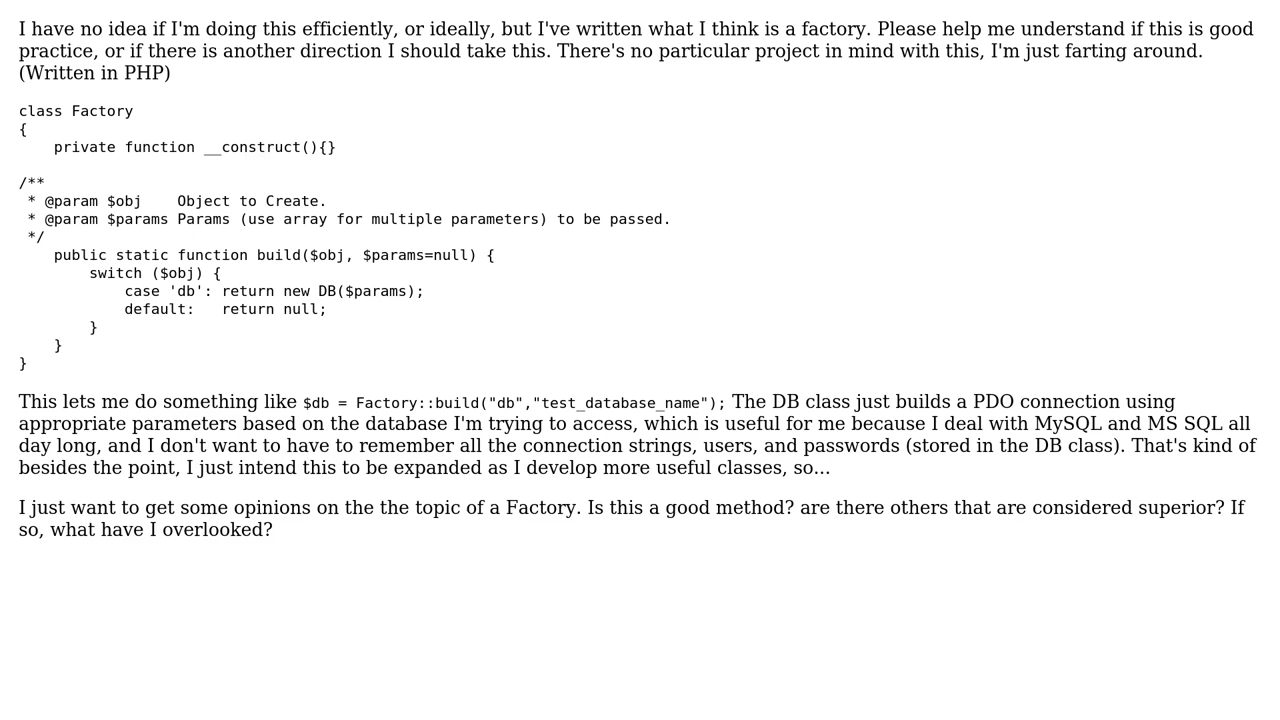 I have no idea if I'm doing this efficiently, or ideally, but I've written what I think is a factory. Please help me understand if this is good
practice, or if there is another direction I should take this. There's no particular project in mind with this, I'm just farting around.
(Written in PHP)
class Factory
{
    private function __construct(){}
/**
 * @param $obj    Object to Create.
 * @param $params Params (use array for multiple parameters) to be passed.
 */
    public static function build($obj, $params=null) {
        switch ($obj) {
            case 'db': return new DB($params);
            default:   return null;
        }
    }
}
This lets me do something like $db = Factory::build("db","test_database_name"); The DB class just builds a PDO connection using
appropriate parameters based on the database I'm trying to access, which is useful for me because I deal with MySQL and MS SQL all
day long, and I don't want to have to remember all the connection strings, users, and passwords (stored in the DB class). That's kind of
besides the point, I just intend this to be expanded as I develop more useful classes, so...
I just want to get some opinions on the the topic of a Factory. Is this a good method? are there others that are considered superior? If
so, what have I overlooked?